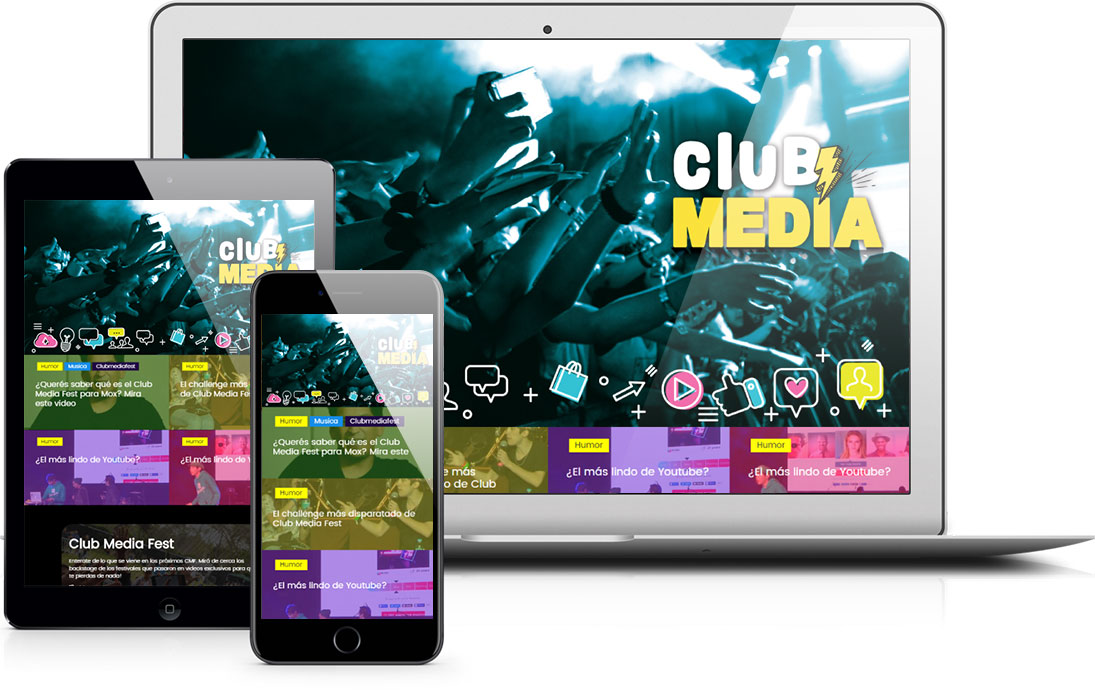 cluB
MEDIA
Humor
Humor
e más
o de Club
¿El más lindo de Youtube?
¿El más lindo de Youtube?
cluB
MEDIA
Humor
Musica
Clubmediafest
Humor
¿Querés saber qué es el Club
Media Fest para Mox? Mira
este video
El challenge más
de Club Media Fe
Humor
Humor
¿El más lindo de Youtube?
¿El más lindo
Club Media Fest
Enterate de lo que se viene en los próximos CMF. Mirá de cerca los
backstage de los festivales que pasaron en videos exclusivos para q
te pierdas de nada!
cluB
MEDIA
Humor
Musica
Clubmediafest
¿Querés saber qué es el Club
Media Fest para Mox? Mira este
Humor
El challenge más disparatado de
Club Media Fest
Humor
¿El más lindo de Youtube?